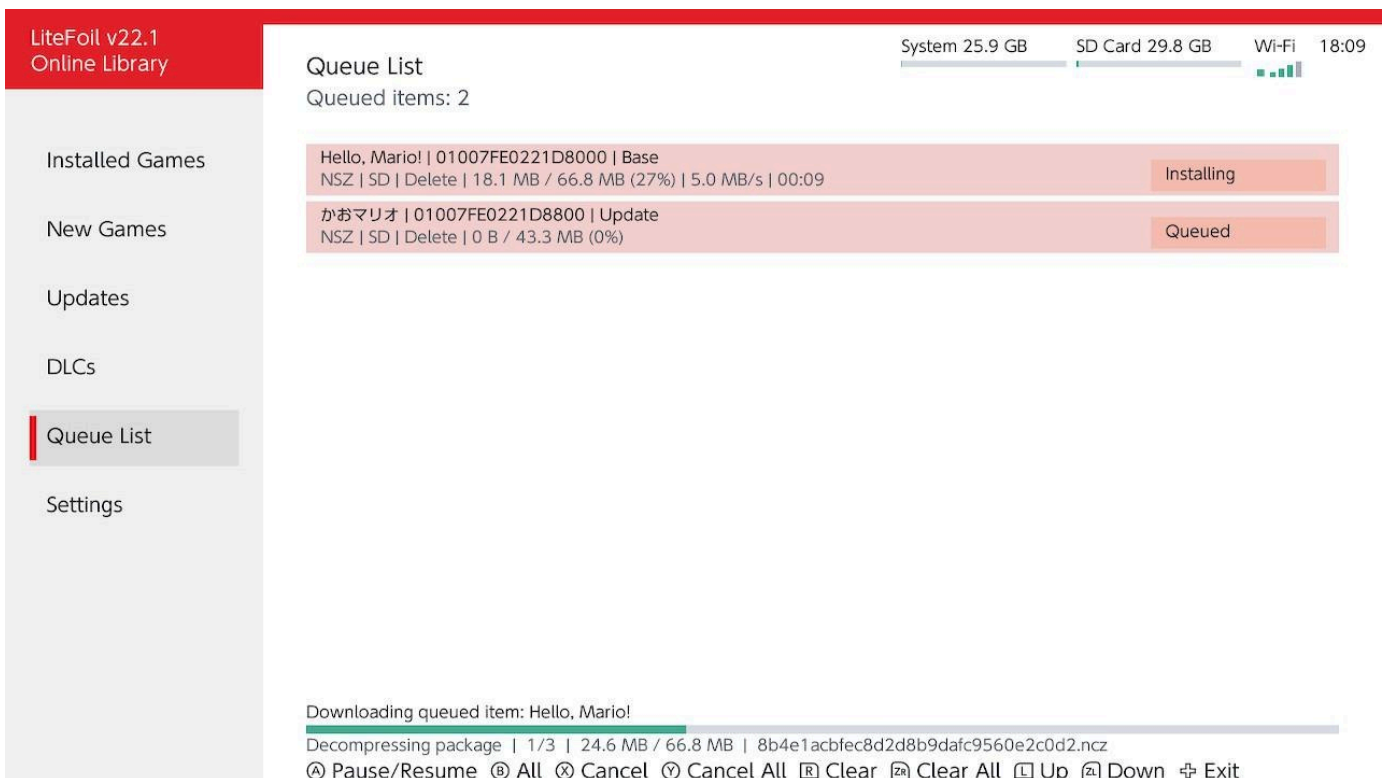 LiteFoil v22.1
Online Library
System 25.9 GB
SD Card 29.8 GB
Wi-Fi
18:09
Queue List
Queued items: 2
Installed Games
New Games
Updates
DLCs
Queue List
Settings
Hello, Mario! | 01007FE0221D8000 | Base
NSZ | SD | Delete | 18.1 MB / 66.8 MB (27%) | 5.0 MB/s | 00:09
Installing
かおマリオ | 01007FE0221D8800 | Update
NSZ | SD | Delete | 0 B / 43.3 MB (0%)
Queued
Downloading queued item: Hello, Mario!
Decompressing package | 1/3 | 24.6 MB / 66.8 MB | 8b4e1acbfec8d2d8b9dafc9560e2c0d2.ncz
Ⓐ Pause/Resume Ⓑ All Ⓧ Cancel Ⓨ Cancel All R Clear ZR Clear All L Up ZL Down Exit